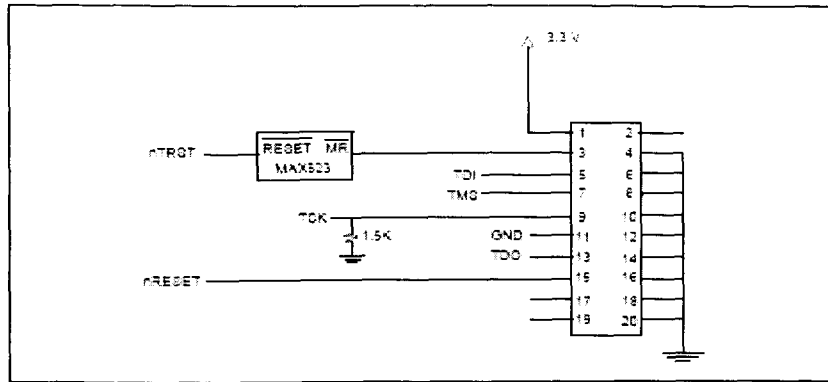 3.3 V
1 2
nTRST RESET MR 3 4
MAX823
TDI 5 6
TMS 7 8
TCK 9 10
1.5K GND 11 12
TDO 13 14
nRESET 15 16
17 18
19 20